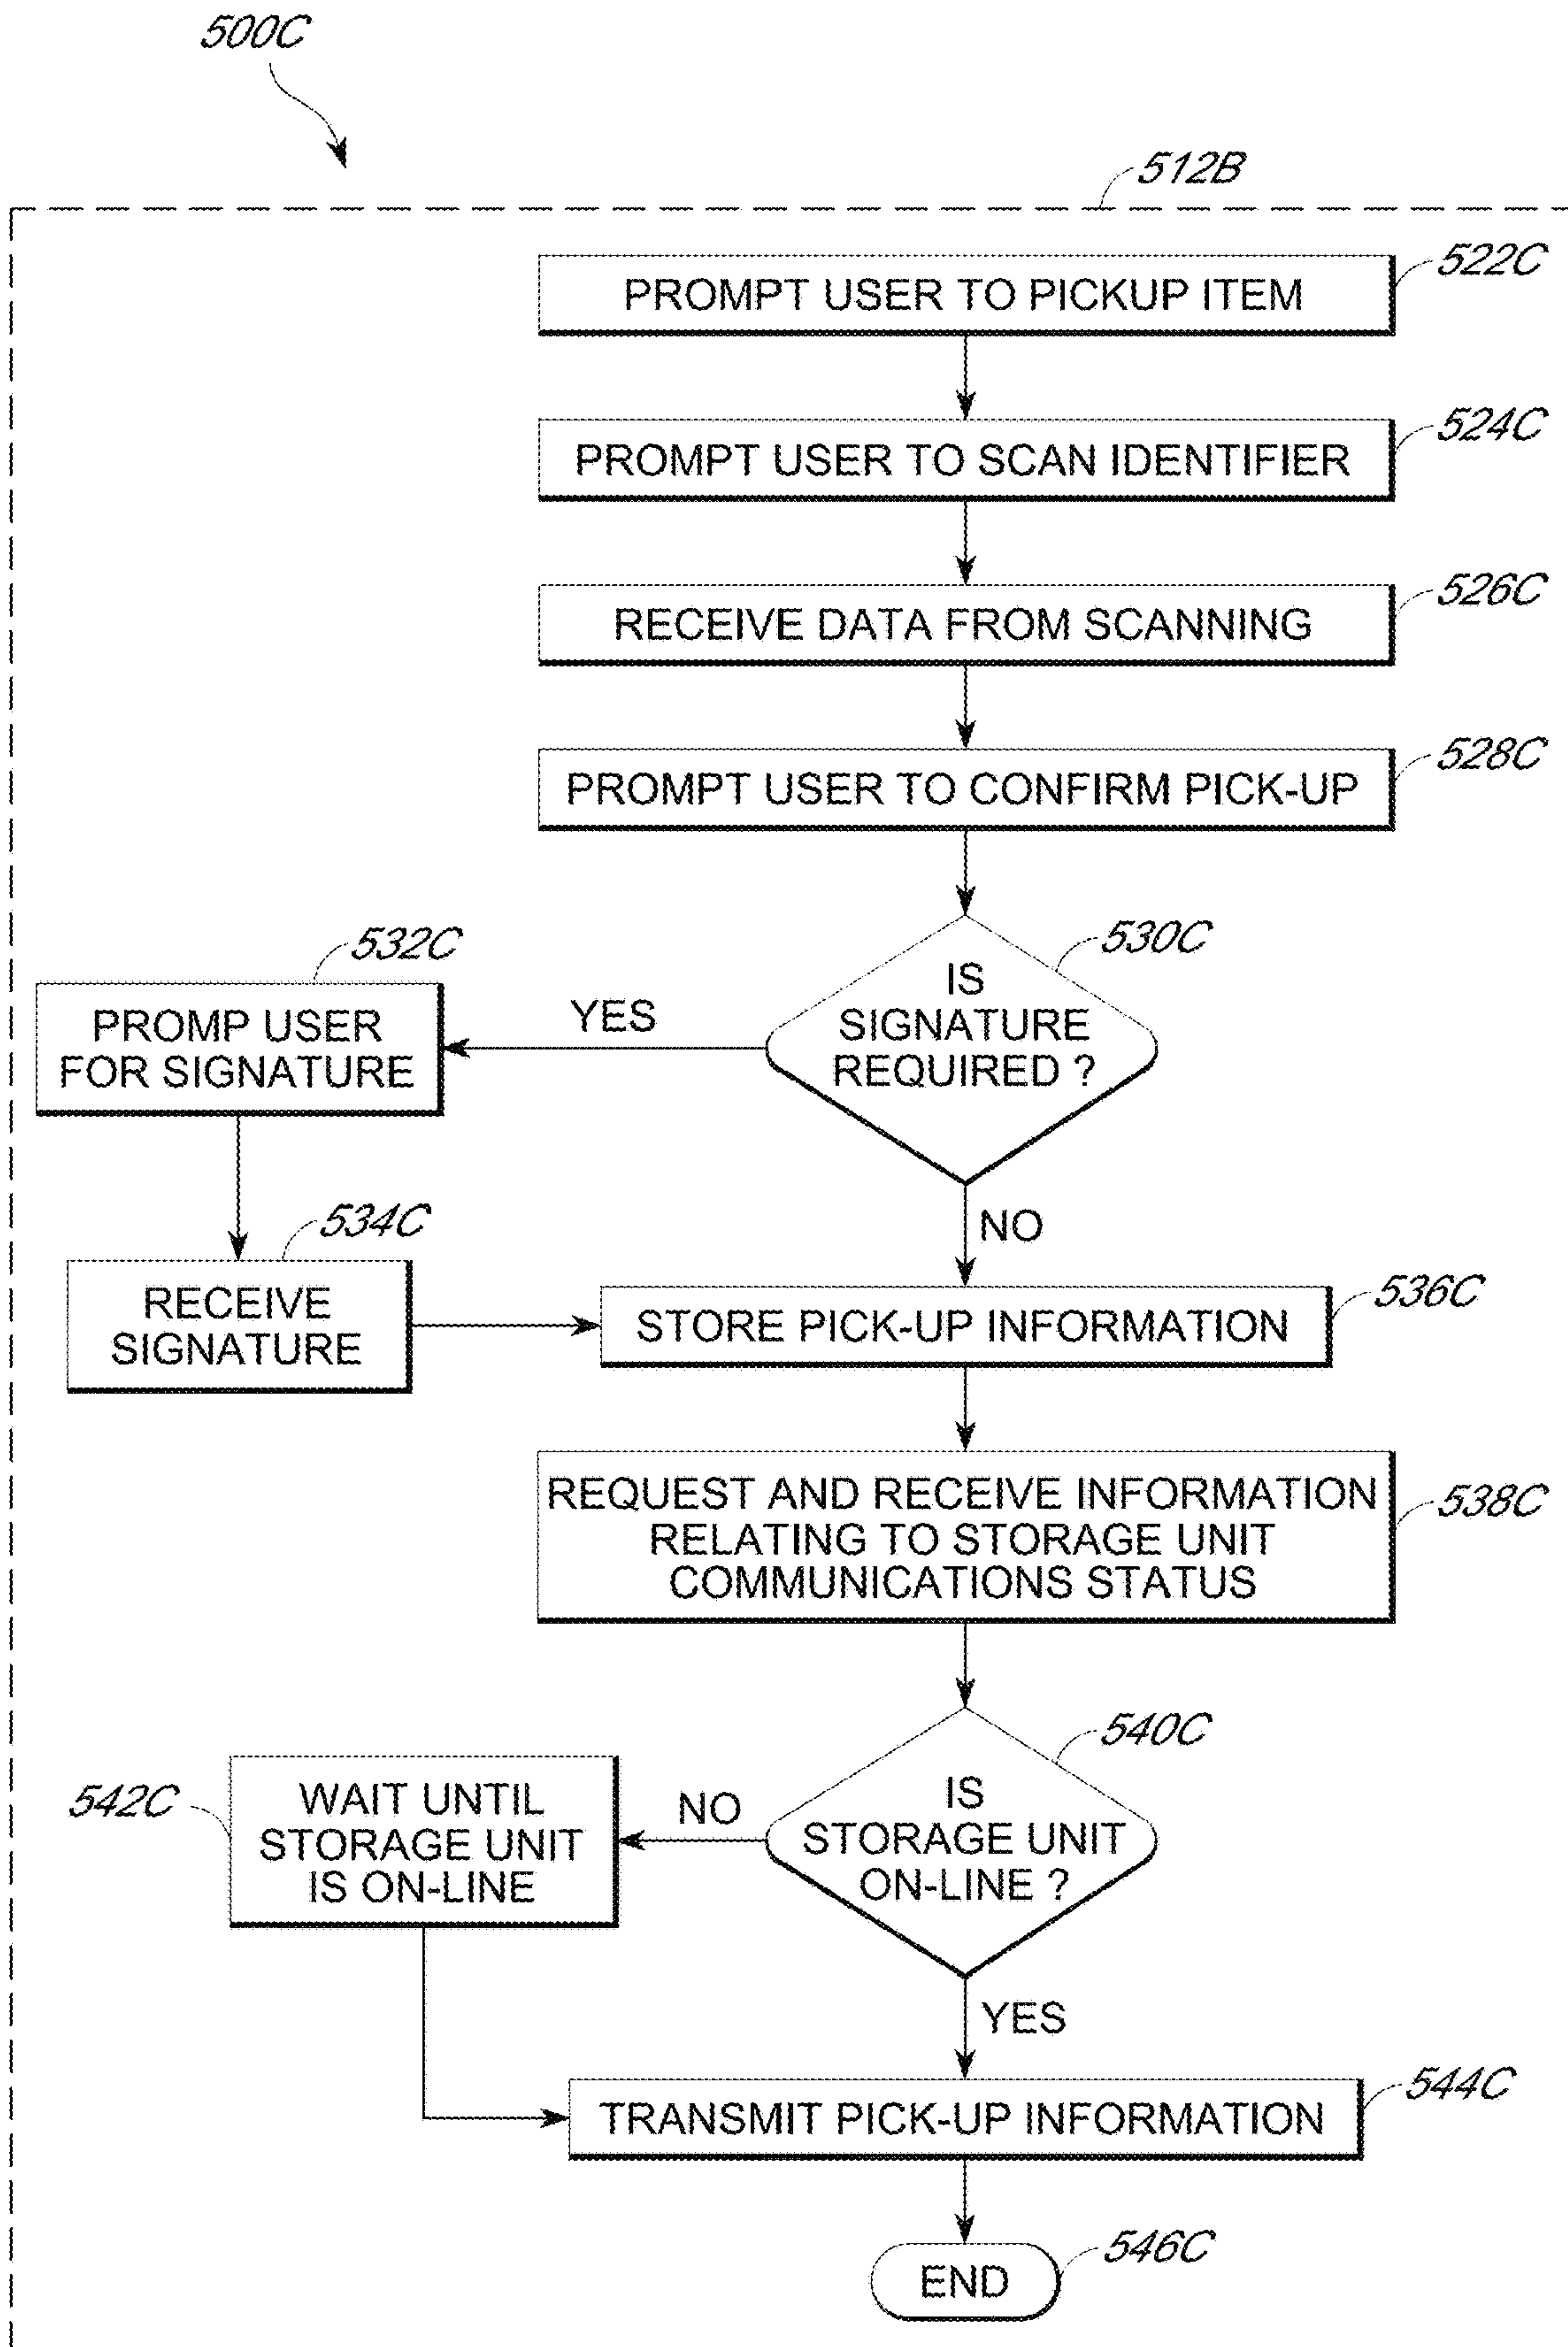 500C
512B
522C
PROMPT USER TO PICKUP ITEM
524C
PROMPT USER TO SCAN IDENTIFIER
526C
RECEIVE DATA FROM SCANNING
528C
PROMPT USER TO CONFIRM PICK-UP
530C
IS
SIGNATURE
REQUIRED ?
YES
532C
PROMP USER
FOR SIGNATURE
534C
RECEIVE
SIGNATURE
NO
536C
STORE PICK-UP INFORMATION
538C
REQUEST AND RECEIVE INFORMATION
RELATING TO STORAGE UNIT
COMMUNICATIONS STATUS
540C
IS
STORAGE UNIT
ON-LINE ?
NO
542C
WAIT UNTIL
STORAGE UNIT
IS ON-LINE
YES
544C
TRANSMIT PICK-UP INFORMATION
546C
END